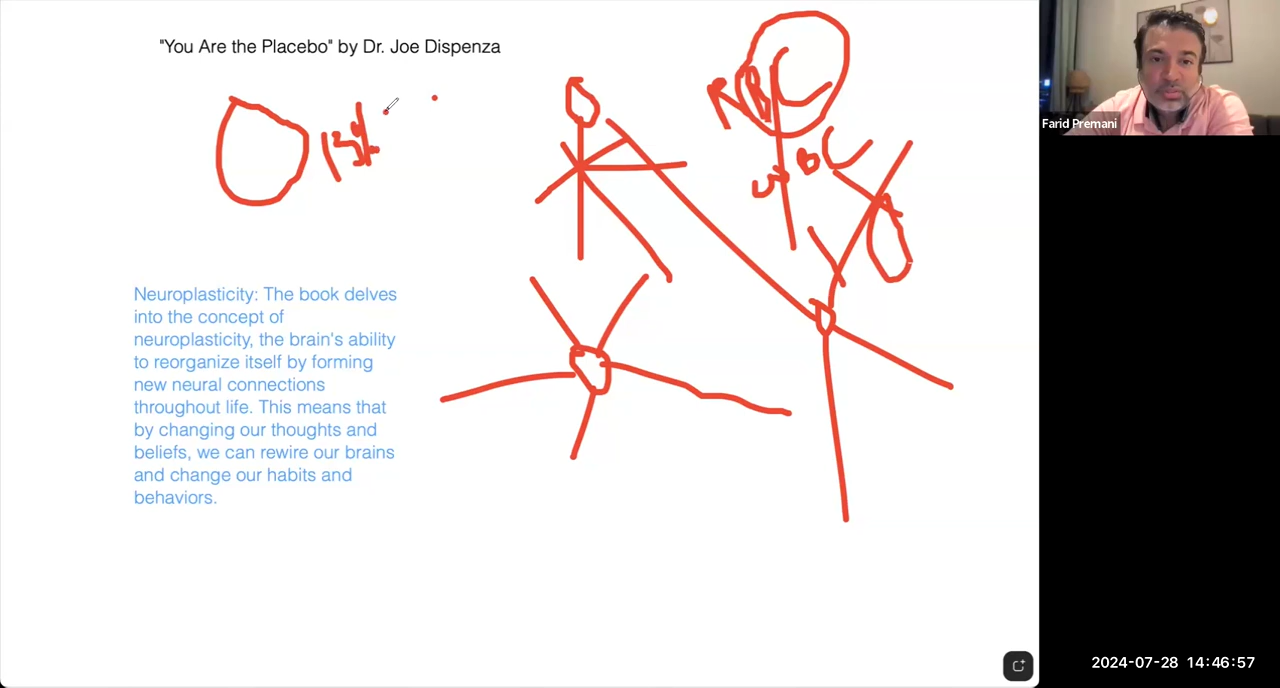 "You Are the Placebo" by Dr. Joe Dispenza
RBC
WBC
Farid Premani
Neuroplasticity: The book delves
into the concept of
neuroplasticity, the brain's ability
to reorganize itself by forming
new neural connections
throughout life. This means that
by changing our thoughts and
beliefs, we can rewire our brains
and change our habits and
behaviors.
2024-07-28 14:46:57